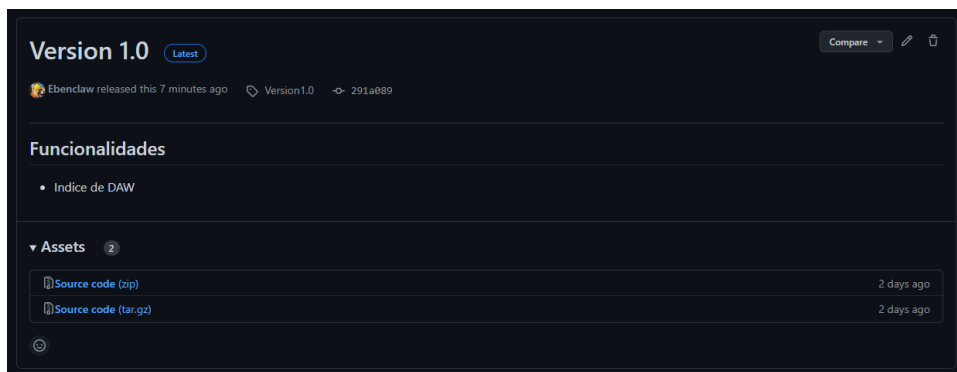 Version 1.0 Latest
Compare
Ebenclaw released this 7 minutes ago Version1.0 291a089
Funcionalidades
• Indice de DAW
Assets 2
Source code (zip) 2 days ago
Source code (tar.gz) 2 days ago